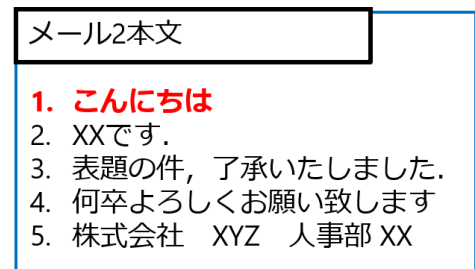 メール2本文
1. こんにちは
2. XXです.
3. 表題の件，了承いたしました.
4. 何卒よろしくお願い致します
5. 株式会社　XYZ　人事部 XX